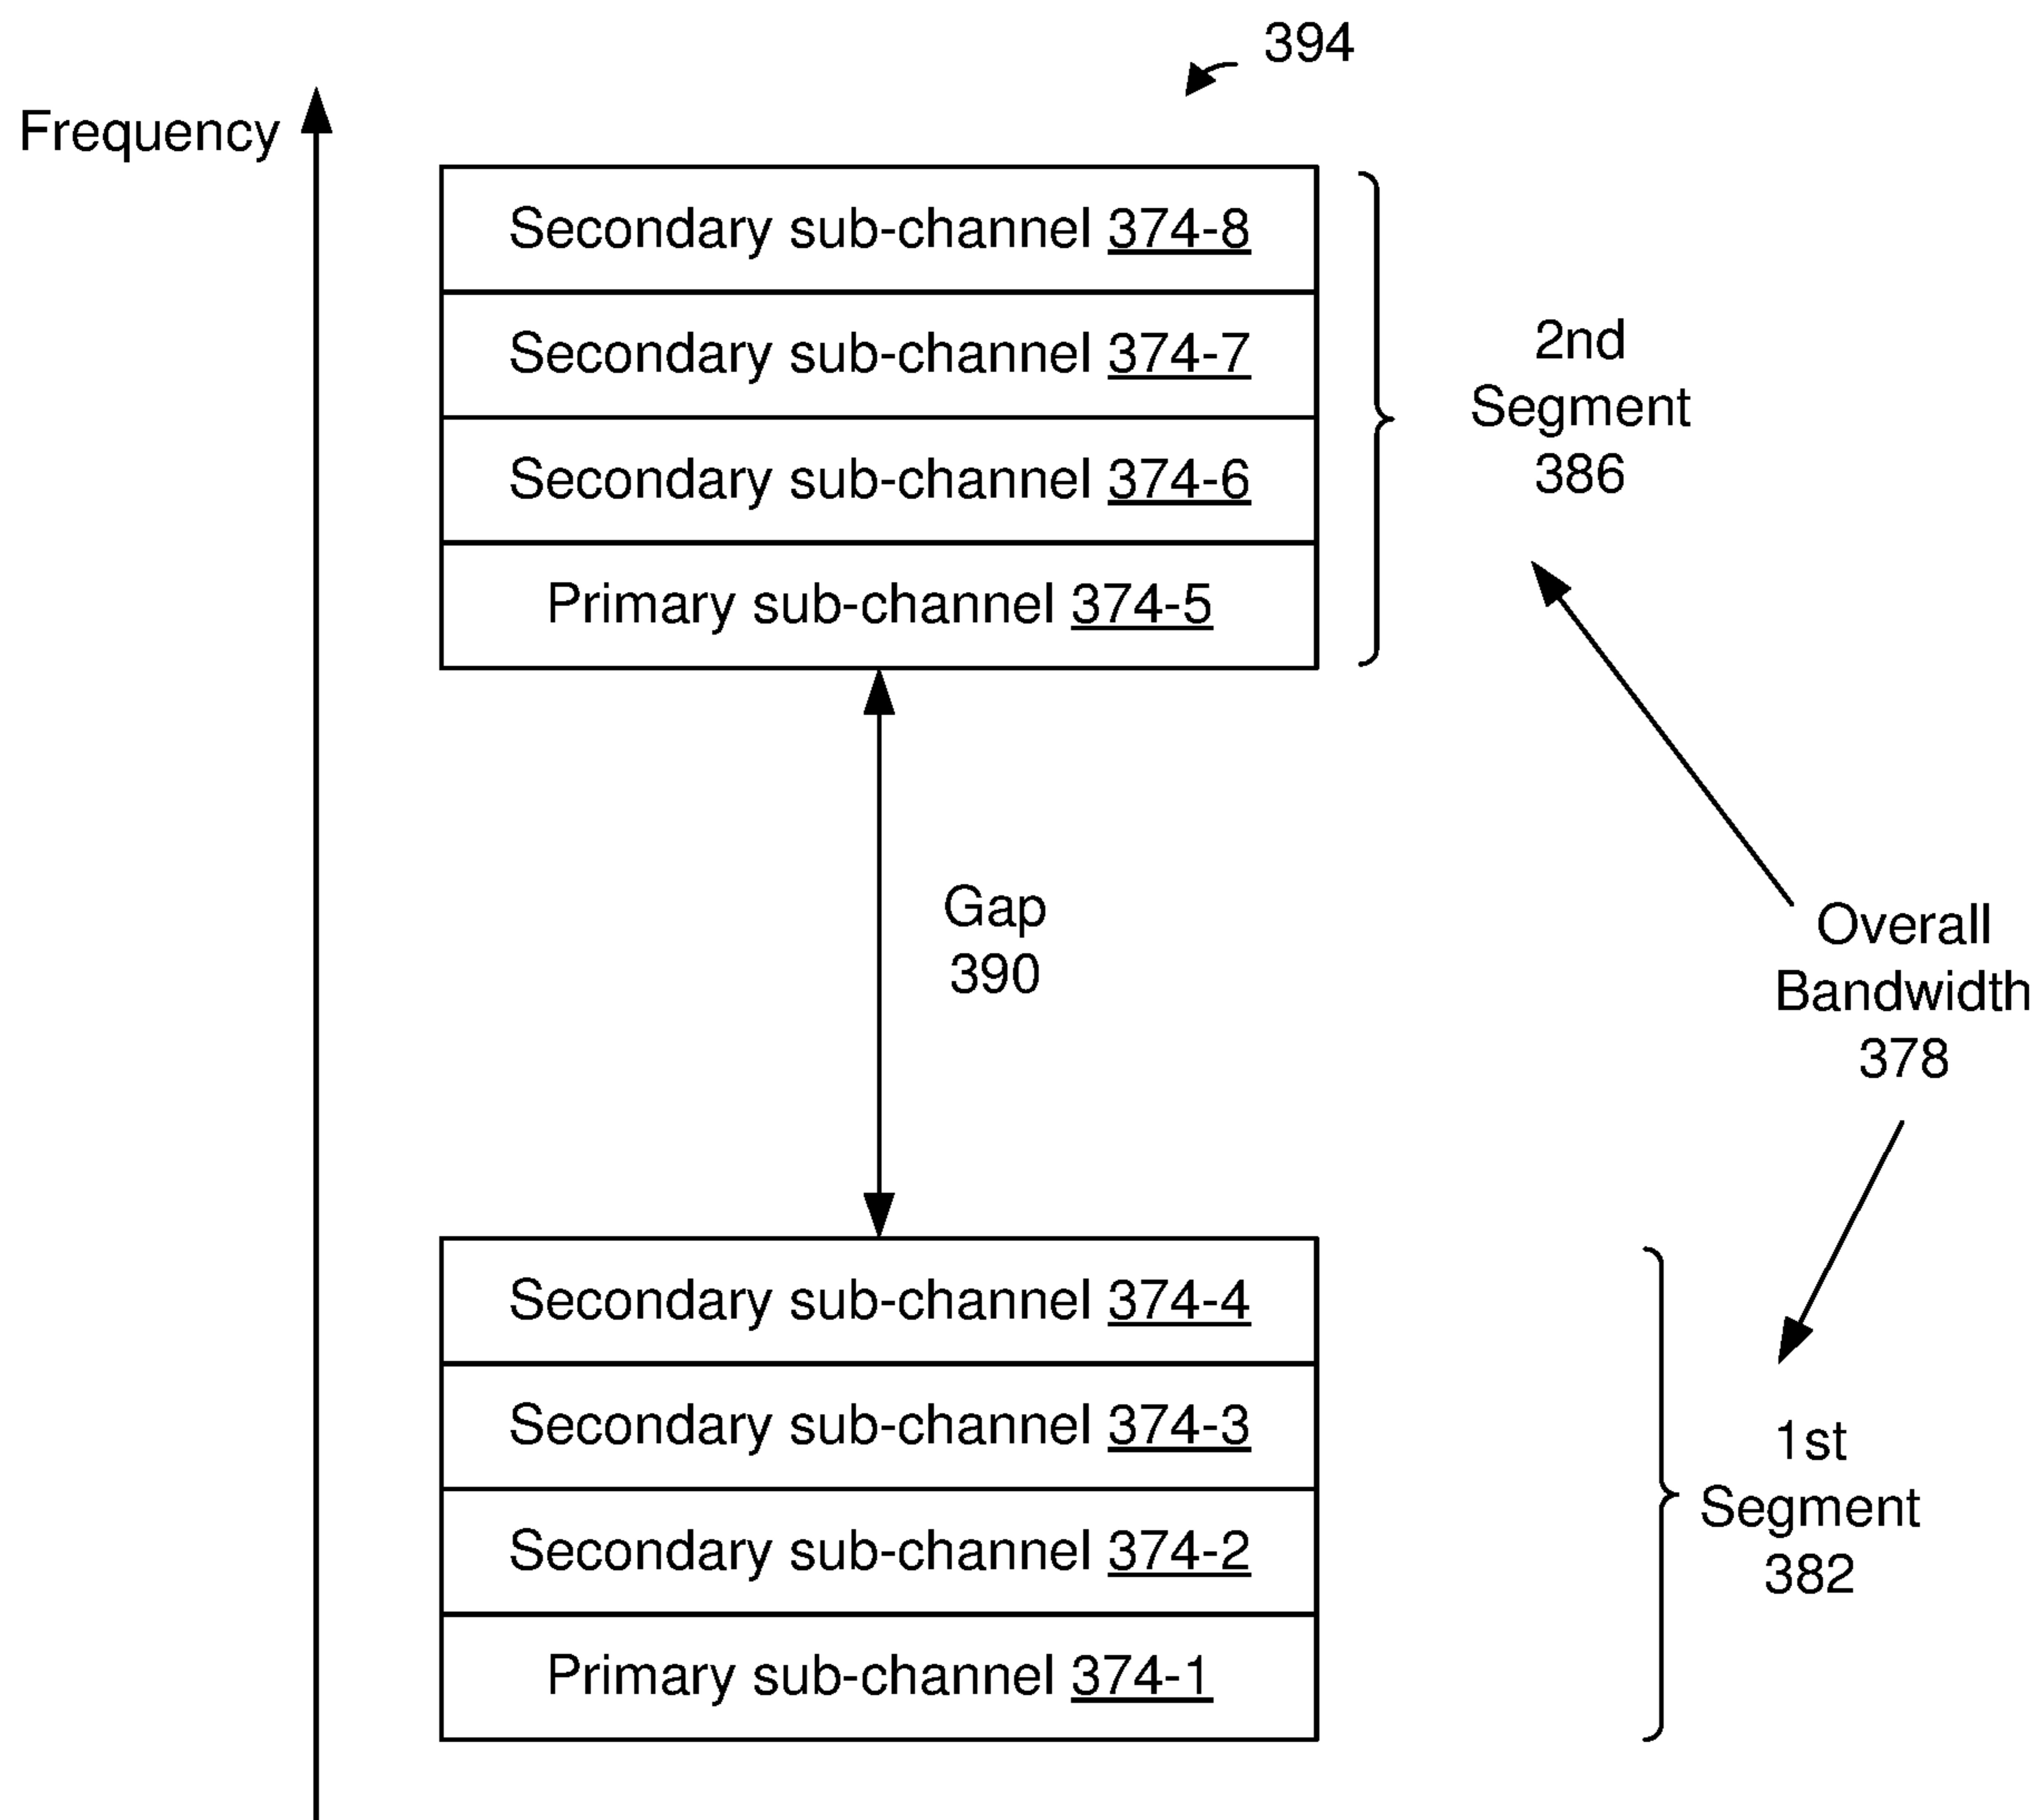 394
Frequency
Secondary sub-channel 374-8
Secondary sub-channel 374-7
Secondary sub-channel 374-6
Primary sub-channel 374-5
2nd
Segment
386
Gap
390
Overall
Bandwidth
378
Secondary sub-channel 374-4
Secondary sub-channel 374-3
Secondary sub-channel 374-2
Primary sub-channel 374-1
1st
Segment
382